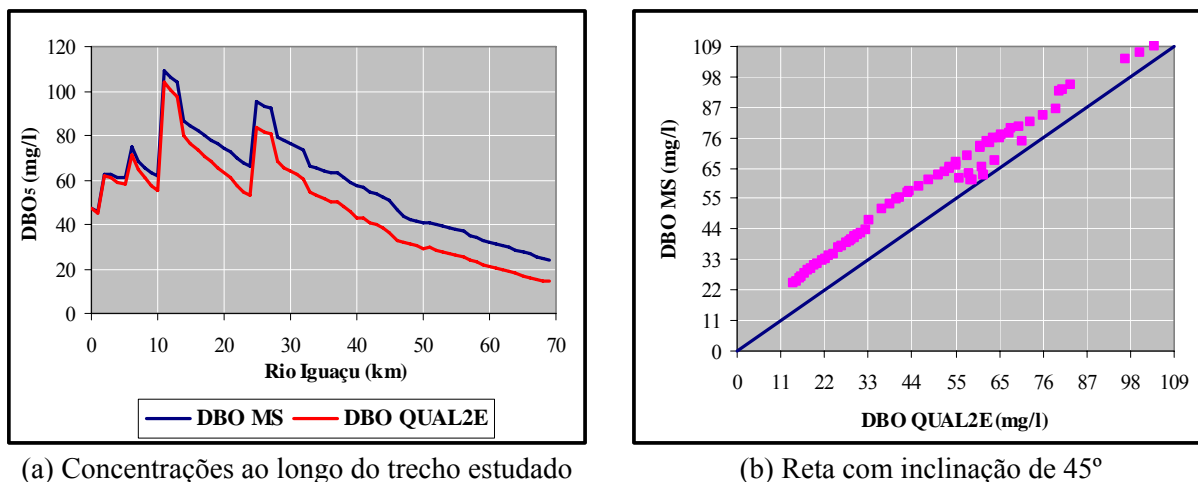 120
100
80
60
40
20
0
DBO5 (mg/l)
0 10 20 30 40 50 60 70
Rio Iguaçu (km)
DBO MS DBO QUAL2E
(a) Concentrações ao longo do trecho estudado
109
98
87
76
65
55
44
33
22
11
0
DBO MS (mg/l)
0 11 22 33 44 55 65 76 87 98 109
DBO QUAL2E (mg/l)
(b) Reta com inclinação de 45º